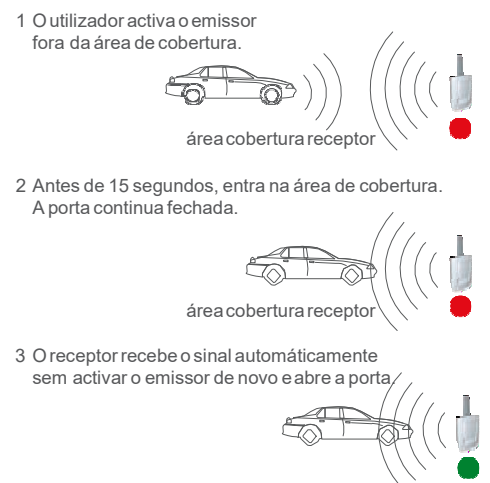 1 O utilizador activa o emissor
fora da área de cobertura.
área cobertura receptor
2 Antes de 15 segundos, entra na área de cobertura.
A porta continua fechada.
área cobertura receptor
3 O receptor recebe o sinal automáticamente
sem activar o emissor de novo e abre a porta.